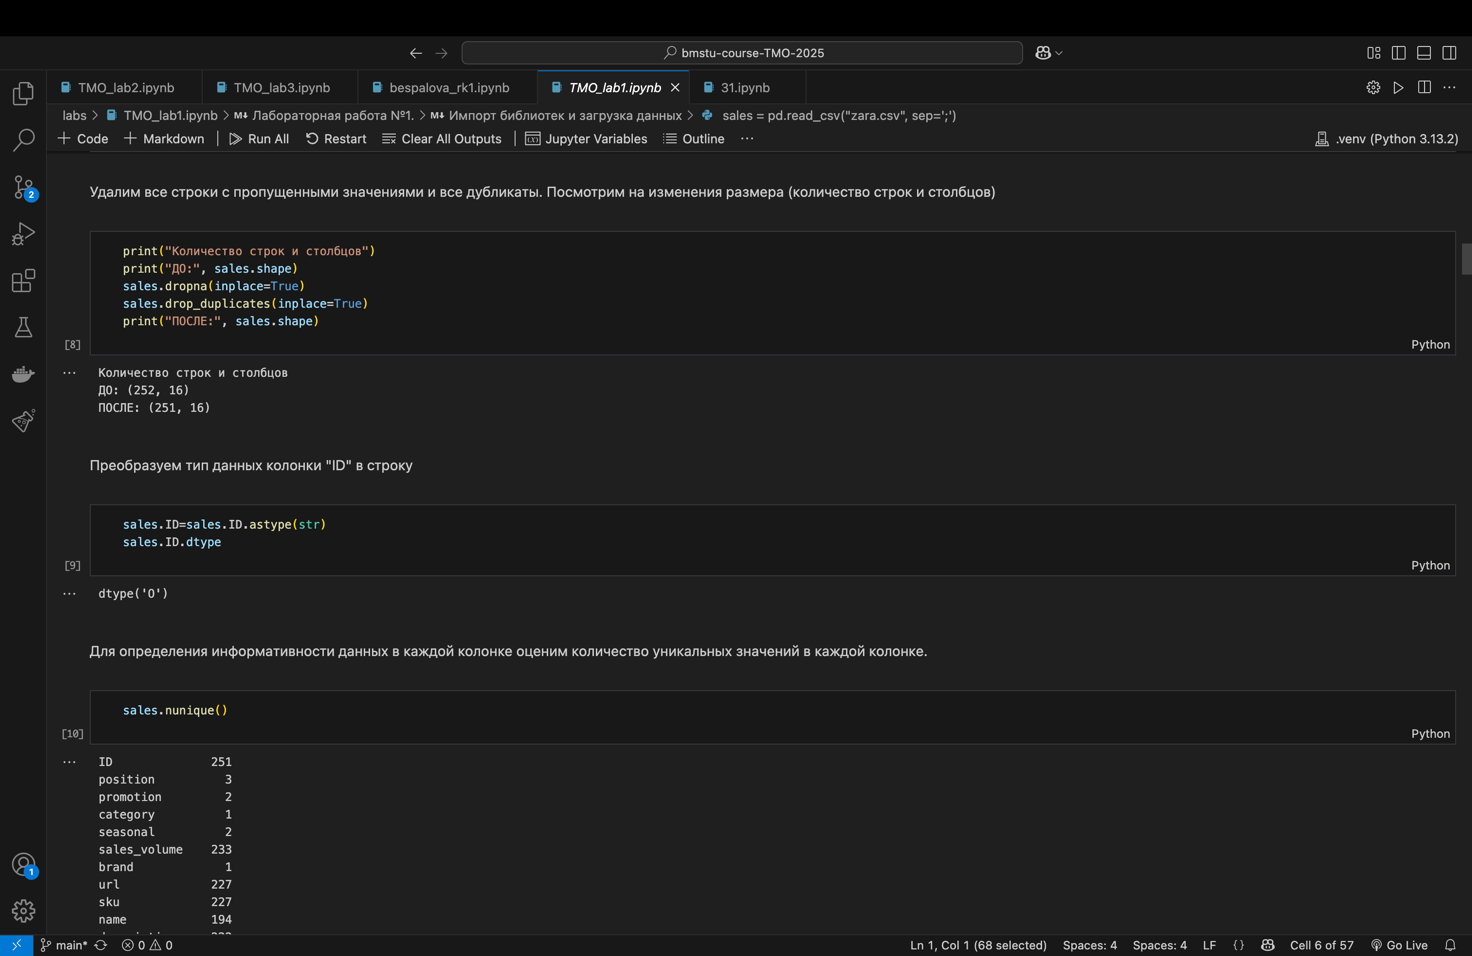 bmstu-course-TMO-2025
TMO_lab2.ipynb
TMO_lab3.ipynb
bespalova_rk1.ipynb
TMO_lab1.ipynb
31.ipynb
labs > TMO_lab1.ipynb > M↓ Лабораторная работа №1. > M↓ Импорт библиотек и загрузка данных > sales = pd.read_csv("zara.csv", sep=';')
+ Code + Markdown | Run All Restart Clear All Outputs | Jupyter Variables Outline ...
.venv (Python 3.13.2)
Удалим все строки с пропущенными значениями и все дубликаты. Посмотрим на изменения размера (количество строк и столбцов)
print("Количество строк и столбцов")
print("ДО:", sales.shape)
sales.dropna(inplace=True)
sales.drop_duplicates(inplace=True)
print("ПОСЛЕ:", sales.shape)
[8]
Python
... Количество строк и столбцов
ДО: (252, 16)
ПОСЛЕ: (251, 16)
Преобразуем тип данных колонки "ID" в строку
sales.ID=sales.ID.astype(str)
sales.ID.dtype
[9]
Python
... dtype('O')
Для определения информативности данных в каждой колонке оценим количество уникальных значений в каждой колонке.
sales.nunique()
[10]
Python
... ID 251
position 3
promotion 2
category 1
seasonal 2
sales_volume 233
brand 1
url 227
sku 227
name 194
2
1
main* 0 0
Ln 1, Col 1 (68 selected) Spaces: 4 Spaces: 4 LF {} Cell 6 of 57 Go Live